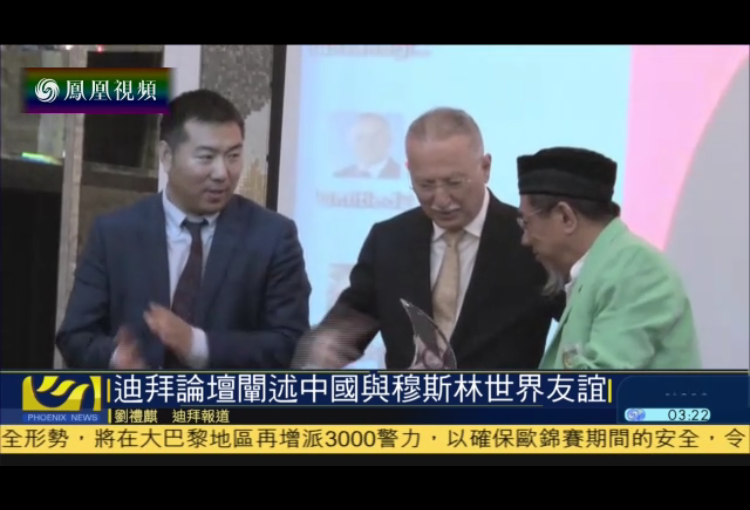 鳳凰視頻
迪拜論壇闡述中國與穆斯林世界友誼
PHOENIX NEWS
劉禮麒 迪拜報道
03:22
全形勢，將在大巴黎地區再增派3000警力，以確保歐錦賽期間的安全，令